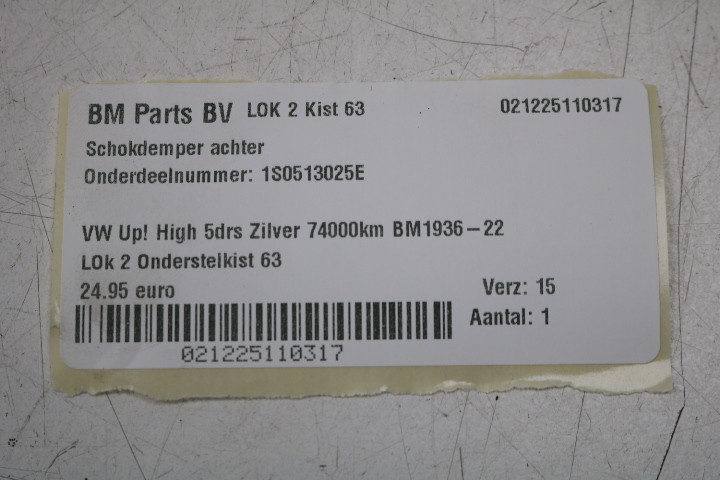 BM Parts BV LOK 2 Kist 63 021225110317
Schokdemper achter
Onderdeelnummer: 1S0513025E
VW Up! High 5drs Zilver 74000km BM1936-22
LOk 2 Onderstelkist 63
24.95 euro Verz: 15
Aantal: 1
021225110317